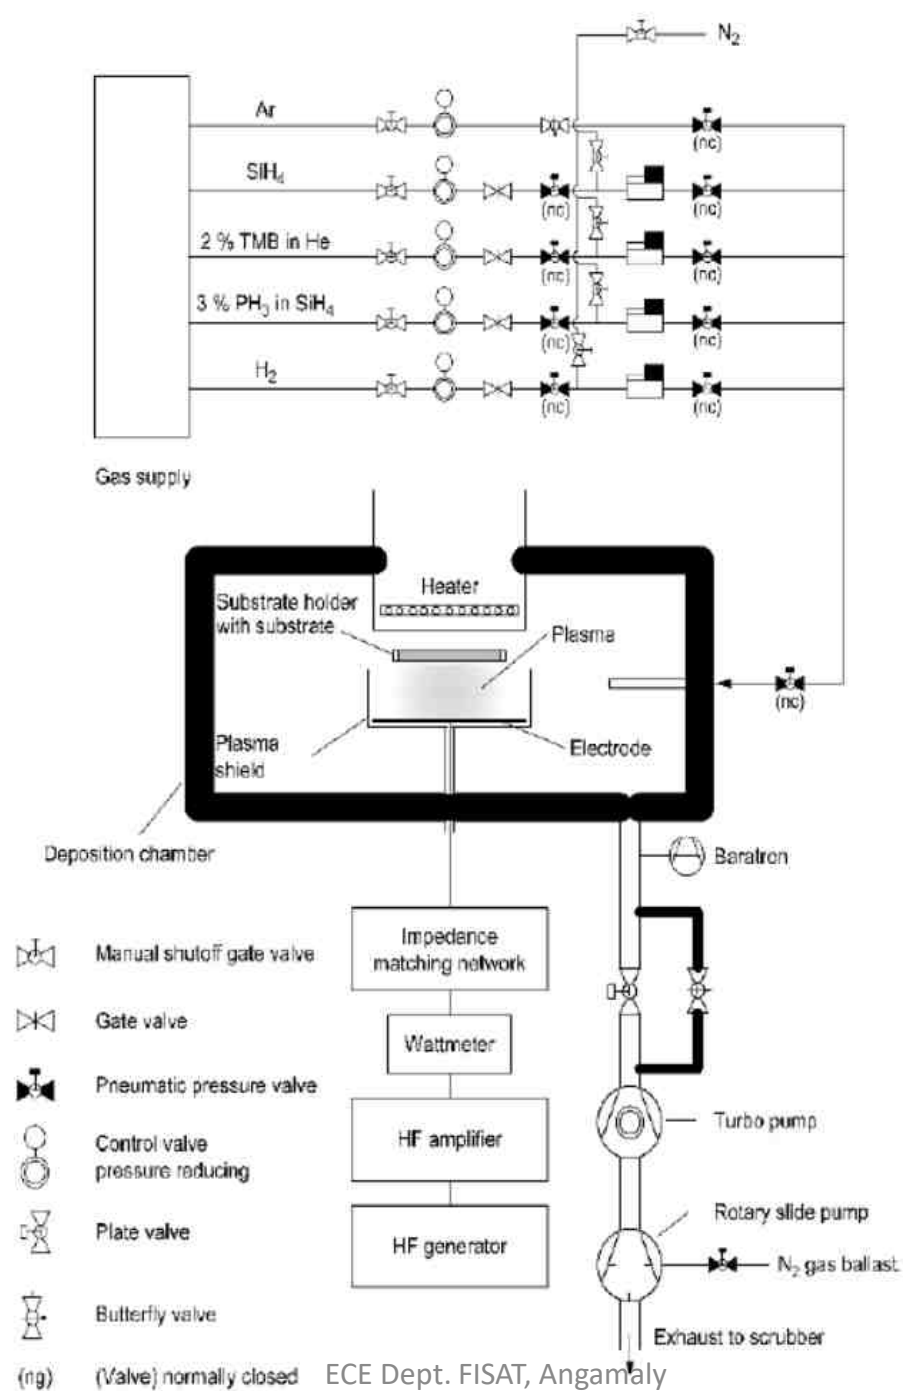 N₂
Ar
(nc)
SiH₄
(nc)
(nc)
2 % TMB in He
(nc)
(nc)
3 % PH₃ in SiH₄
(nc)
(nc)
H₂
(nc)
(nc)
Gas supply
Heater
Substrate holder
with substrate
Plasma
(nc)
Plasma
shield
Electrode
Deposition chamber
Baratron
Impedance
matching network
Wattmeter
HF amplifier
HF generator
Turbo pump
Rotary slide pump
N₂ gas ballast
Exhaust to scrubber
Manual shutoff gate valve
Gate valve
Pneumatic pressure valve
Control valve
pressure reducing
Plate valve
Butterfly valve
(ng) (Valve) normally closed
ECE Dept. FISAT, Angamaly